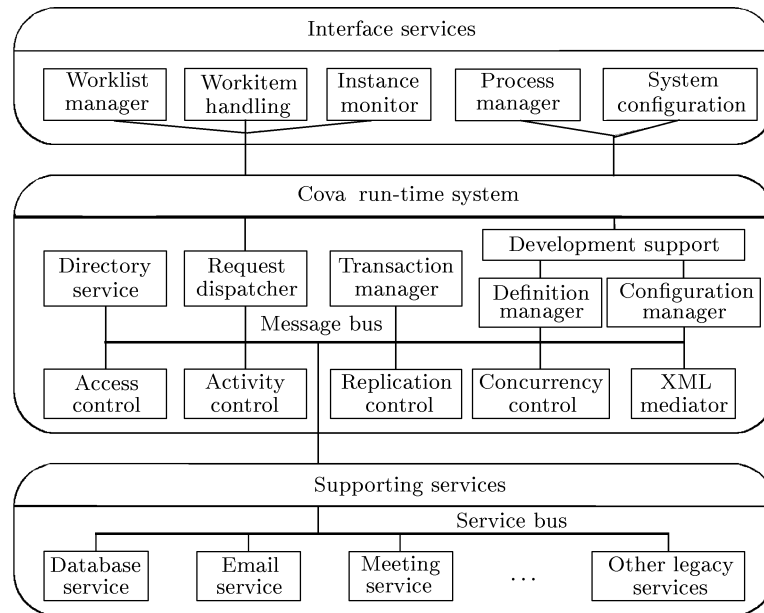 Interface services
Worklist
manager
Workitem
handling
Instance
monitor
Process
manager
System
configuration
Cova run-time system
Directory
service
Request
dispatcher
Transaction
manager
Development support
Definition
manager
Configuration
manager
Message bus
Access
control
Activity
control
Replication
control
Concurrency
control
XML
mediator
Supporting services
Service bus
Database
service
Email
service
Meeting
service
...
Other legacy
services